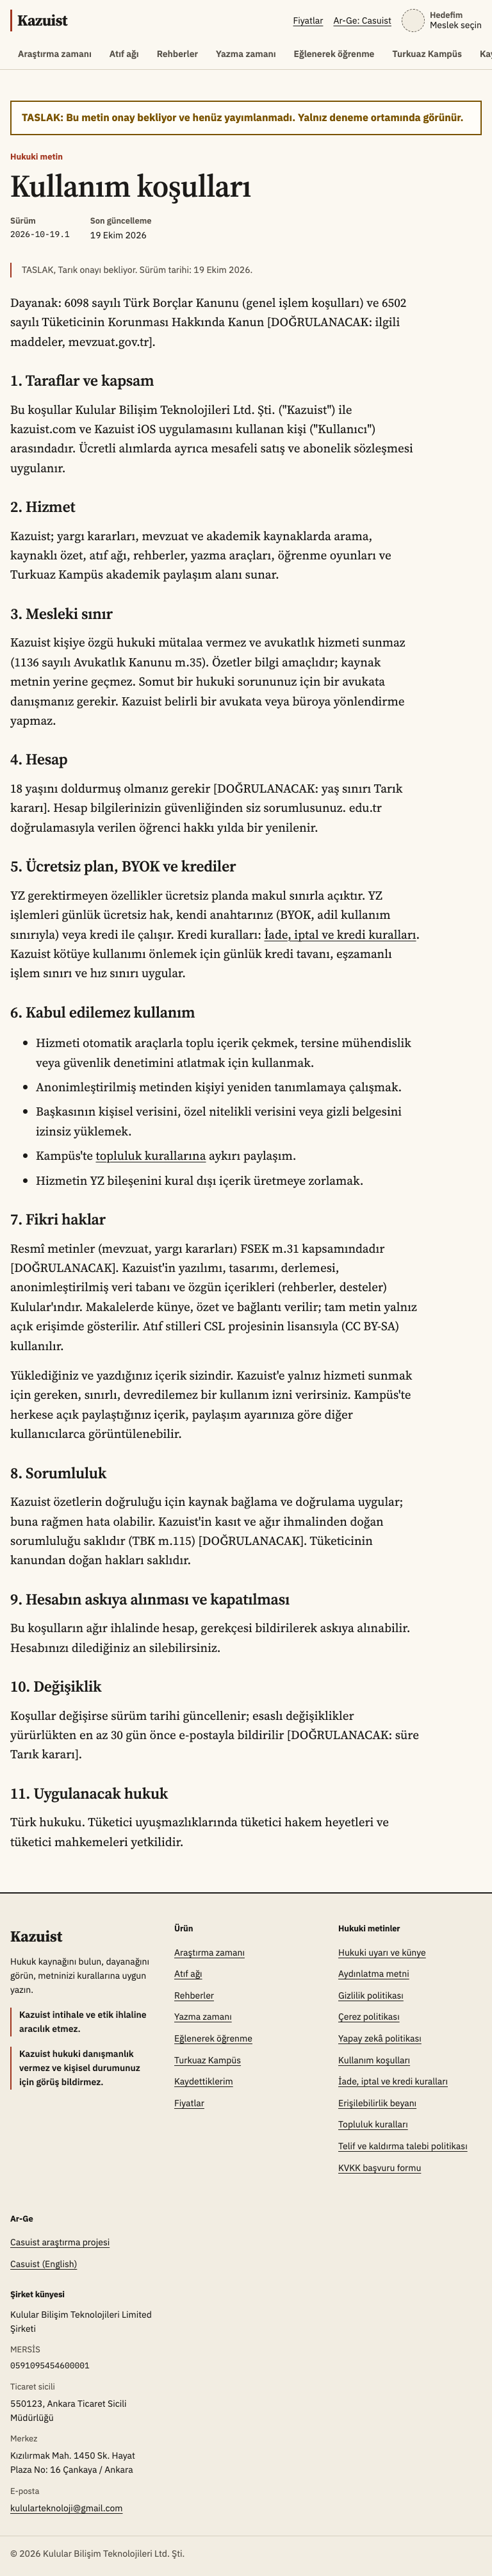 Kazuist
Fiyatlar
Ar-Ge: Casuist
Hedefim
Meslek seçin
Araştırma zamanı
Atıf ağı
Rehberler
Yazma zamanı
Eğlenerek öğrenme
Turkuaz Kampüs
TASLAK: Bu metin onay bekliyor ve henüz yayımlanmadı. Yalnız deneme ortamında görünür.
Hukuki metin
Kullanım koşulları
Sürüm
Son güncelleme
2026-10-19.1
19 Ekim 2026
TASLAK, Tarık onayı bekliyor. Sürüm tarihi: 19 Ekim 2026.
Dayanak: 6098 sayılı Türk Borçlar Kanunu (genel işlem koşulları) ve 6502
sayılı Tüketicinin Korunması Hakkında Kanun [DOĞRULANACAK: ilgili
maddeler, mevzuat.gov.tr].
1. Taraflar ve kapsam
Bu koşullar Kulular Bilişim Teknolojileri Ltd. Şti. ("Kazuist") ile
kazuist.com ve Kazuist iOS uygulamasını kullanan kişi ("Kullanıcı")
arasındadır. Ücretli alımlarda ayrıca mesafeli satış ve abonelik sözleşmesi
uygulanır.
2. Hizmet
Kazuist; yargı kararları, mevzuat ve akademik kaynaklarda arama,
kaynaklı özet, atıf ağı, rehberler, yazma araçları, öğrenme oyunları ve
Turkuaz Kampüs akademik paylaşım alanı sunar.
3. Mesleki sınır
Kazuist kişiye özgü hukuki mütalaa vermez ve avukatlık hizmeti sunmaz
(1136 sayılı Avukatlık Kanunu m.35). Özetler bilgi amaçlıdır; kaynak
metnin yerine geçmez. Somut bir hukuki sorununuz için bir avukata
danışmanız gerekir. Kazuist belirli bir avukata veya büroya yönlendirme
yapmaz.
4. Hesap
18 yaşını doldurmuş olmanız gerekir [DOĞRULANACAK: yaş sınırı Tarık
kararı]. Hesap bilgilerinizin güvenliğinden siz sorumlusunuz. edu.tr
doğrulamasıyla verilen öğrenci hakkı yılda bir yenilenir.
5. Ücretsiz plan, BYOK ve krediler
YZ gerektirmeyen özellikler ücretsiz planda makul sınırla açıktır. YZ
işlemleri günlük ücretsiz hak, kendi anahtarınız (BYOK, adil kullanım
sınırıyla) veya kredi ile çalışır. Kredi kuralları: İade, iptal ve kredi kuralları.
Kazuist kötüye kullanımı önlemek için günlük kredi tavanı, eşzamanlı
işlem sınırı ve hız sınırı uygular.
6. Kabul edilemez kullanım
• Hizmeti otomatik araçlarla toplu içerik çekmek, tersine mühendislik
veya güvenlik denetimini atlatmak için kullanmak.
• Anonimleştirilmiş metinden kişiyi yeniden tanımlamaya çalışmak.
• Başkasının kişisel verisini, özel nitelikli verisini veya gizli belgesini
izinsiz yüklemek.
• Kampüs'te topluluk kurallarına aykırı paylaşım.
• Hizmetin YZ bileşenini kural dışı içerik üretmeye zorlamak.
7. Fikri haklar
Resmî metinler (mevzuat, yargı kararları) FSEK m.31 kapsamındadır
[DOĞRULANACAK]. Kazuist'in yazılımı, tasarımı, derlemesi,
anonimleştirilmiş veri tabanı ve özgün içerikleri (rehberler, desteler)
Kulular'ındır. Makalelerde künye, özet ve bağlantı verilir; tam metin yalnız
açık erişimde gösterilir. Atıf stilleri CSL projesinin lisansıyla (CC BY-SA)
kullanılır.
Yüklediğiniz ve yazdığınız içerik sizindir. Kazuist'e yalnız hizmeti sunmak
için gereken, sınırlı, devredilemez bir kullanım izni verirsiniz. Kampüs'te
herkese açık paylaştığınız içerik, paylaşım ayarınıza göre diğer
kullanıcılarca görüntülenebilir.
8. Sorumluluk
Kazuist özetlerin doğruluğu için kaynak bağlama ve doğrulama uygular;
buna rağmen hata olabilir. Kazuist'in kasıt ve ağır ihmalinden doğan
sorumluluğu saklıdır (TBK m.115) [DOĞRULANACAK]. Tüketicinin
kanundan doğan hakları saklıdır.
9. Hesabın askıya alınması ve kapatılması
Bu koşulların ağır ihlalinde hesap, gerekçesi bildirilerek askıya alınabilir.
Hesabınızı dilediğiniz an silebilirsiniz.
10. Değişiklik
Koşullar değişirse sürüm tarihi güncellenir; esaslı değişiklikler
yürürlükten en az 30 gün önce e-postayla bildirilir [DOĞRULANACAK: süre
Tarık kararı].
11. Uygulanacak hukuk
Türk hukuku. Tüketici uyuşmazlıklarında tüketici hakem heyetleri ve
tüketici mahkemeleri yetkilidir.
Kazuist
Hukuk kaynağını bulun, dayanağını
görün, metninizi kurallarına uygun
yazın.
Kazuist intihale ve etik ihlaline
aracılık etmez.
Kazuist hukuki danışmanlık
vermez ve kişisel durumunuz
için görüş bildirmez.
Ürün
Araştırma zamanı
Atıf ağı
Rehberler
Yazma zamanı
Eğlenerek öğrenme
Turkuaz Kampüs
Kaydettiklerim
Fiyatlar
Hukuki metinler
Hukuki uyarı ve künye
Aydınlatma metni
Gizlilik politikası
Çerez politikası
Yapay zekâ politikası
Kullanım koşulları
İade, iptal ve kredi kuralları
Erişilebilirlik beyanı
Topluluk kuralları
Telif ve kaldırma talebi politikası
KVKK başvuru formu
Ar-Ge
Casuist araştırma projesi
Casuist (English)
Şirket künyesi
Kulular Bilişim Teknolojileri Limited
Şirketi
MERSİS
0591095454600001
Ticaret sicili
550123, Ankara Ticaret Sicili
Müdürlüğü
Merkez
Kızılırmak Mah. 1450 Sk. Hayat
Plaza No: 16 Çankaya / Ankara
E-posta
kulularteknoloji@gmail.com
© 2026 Kulular Bilişim Teknolojileri Ltd. Şti.